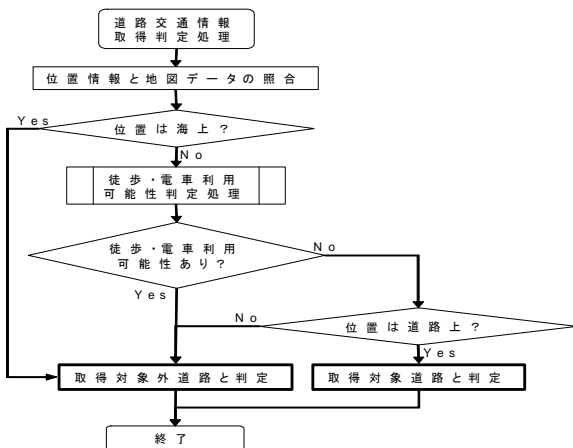 道路交通情報
取得判定処理
位置情報と地図データの照合
Yes
位置は海上？
No
徒歩・電車利用
可能性判定処理
徒歩・電車利用
可能性あり？
No
Yes
No
位置は道路上？
Yes
取得対象外道路と判定
取得対象道路と判定
終了